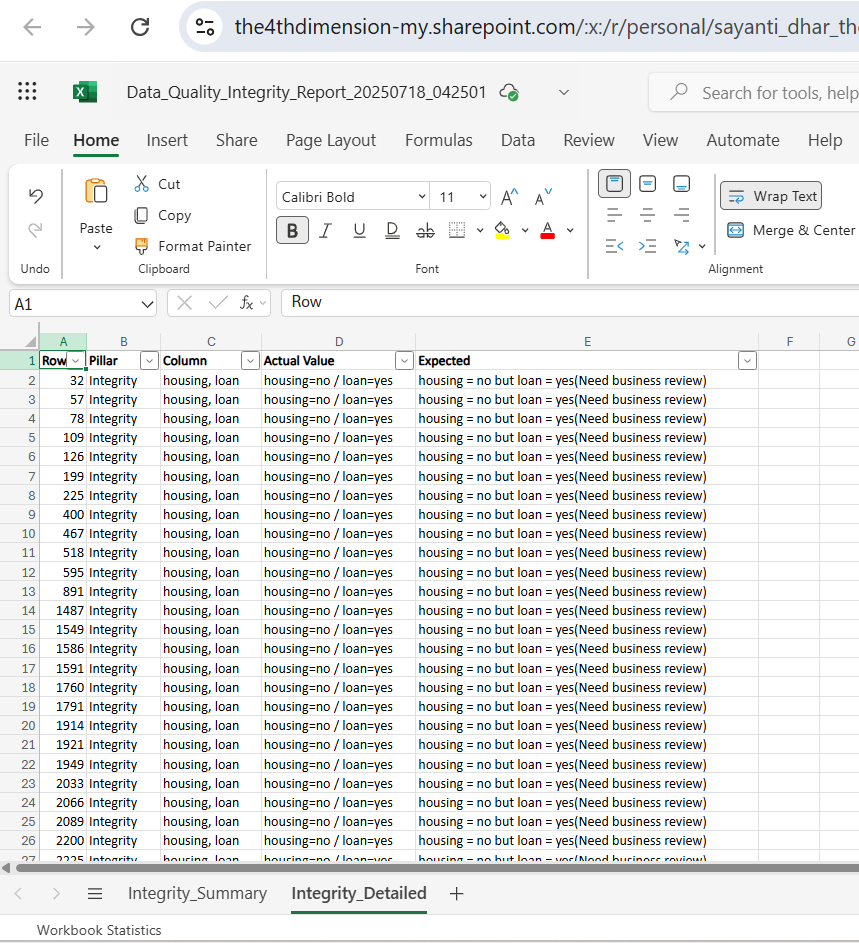 the4thdimension-my.sharepoint.com/:x:/r/personal/sayanti_dhar_th
Data_Quality_Integrity_Report_20250718_042501
Search for tools, help
File Home Insert Share Page Layout Formulas Data Review View Automate Help
Cut
Calibri Bold 11
Wrap Text
Paste
Copy
Merge & Center
Format Painter
Undo Clipboard Font Alignment
A1 fx Row
A B C D E F G
1 Row Pillar Column Actual Value Expected
2 32 Integrity housing, loan housing=no / loan=yes housing = no but loan = yes(Need business review)
3 57 Integrity housing, loan housing=no / loan=yes housing = no but loan = yes(Need business review)
4 78 Integrity housing, loan housing=no / loan=yes housing = no but loan = yes(Need business review)
5 109 Integrity housing, loan housing=no / loan=yes housing = no but loan = yes(Need business review)
6 126 Integrity housing, loan housing=no / loan=yes housing = no but loan = yes(Need business review)
7 199 Integrity housing, loan housing=no / loan=yes housing = no but loan = yes(Need business review)
8 225 Integrity housing, loan housing=no / loan=yes housing = no but loan = yes(Need business review)
9 400 Integrity housing, loan housing=no / loan=yes housing = no but loan = yes(Need business review)
10 467 Integrity housing, loan housing=no / loan=yes housing = no but loan = yes(Need business review)
11 518 Integrity housing, loan housing=no / loan=yes housing = no but loan = yes(Need business review)
12 595 Integrity housing, loan housing=no / loan=yes housing = no but loan = yes(Need business review)
13 891 Integrity housing, loan housing=no / loan=yes housing = no but loan = yes(Need business review)
14 1487 Integrity housing, loan housing=no / loan=yes housing = no but loan = yes(Need business review)
15 1549 Integrity housing, loan housing=no / loan=yes housing = no but loan = yes(Need business review)
16 1586 Integrity housing, loan housing=no / loan=yes housing = no but loan = yes(Need business review)
17 1591 Integrity housing, loan housing=no / loan=yes housing = no but loan = yes(Need business review)
18 1760 Integrity housing, loan housing=no / loan=yes housing = no but loan = yes(Need business review)
19 1791 Integrity housing, loan housing=no / loan=yes housing = no but loan = yes(Need business review)
20 1914 Integrity housing, loan housing=no / loan=yes housing = no but loan = yes(Need business review)
21 1921 Integrity housing, loan housing=no / loan=yes housing = no but loan = yes(Need business review)
22 1949 Integrity housing, loan housing=no / loan=yes housing = no but loan = yes(Need business review)
23 2033 Integrity housing, loan housing=no / loan=yes housing = no but loan = yes(Need business review)
24 2066 Integrity housing, loan housing=no / loan=yes housing = no but loan = yes(Need business review)
25 2089 Integrity housing, loan housing=no / loan=yes housing = no but loan = yes(Need business review)
26 2200 Integrity housing, loan housing=no / loan=yes housing = no but loan = yes(Need business review)
27 2225 Integrity housing, loan housing=no / loan=yes housing = no but loan = yes(Need business review)
Integrity_Summary Integrity_Detailed
Workbook Statistics